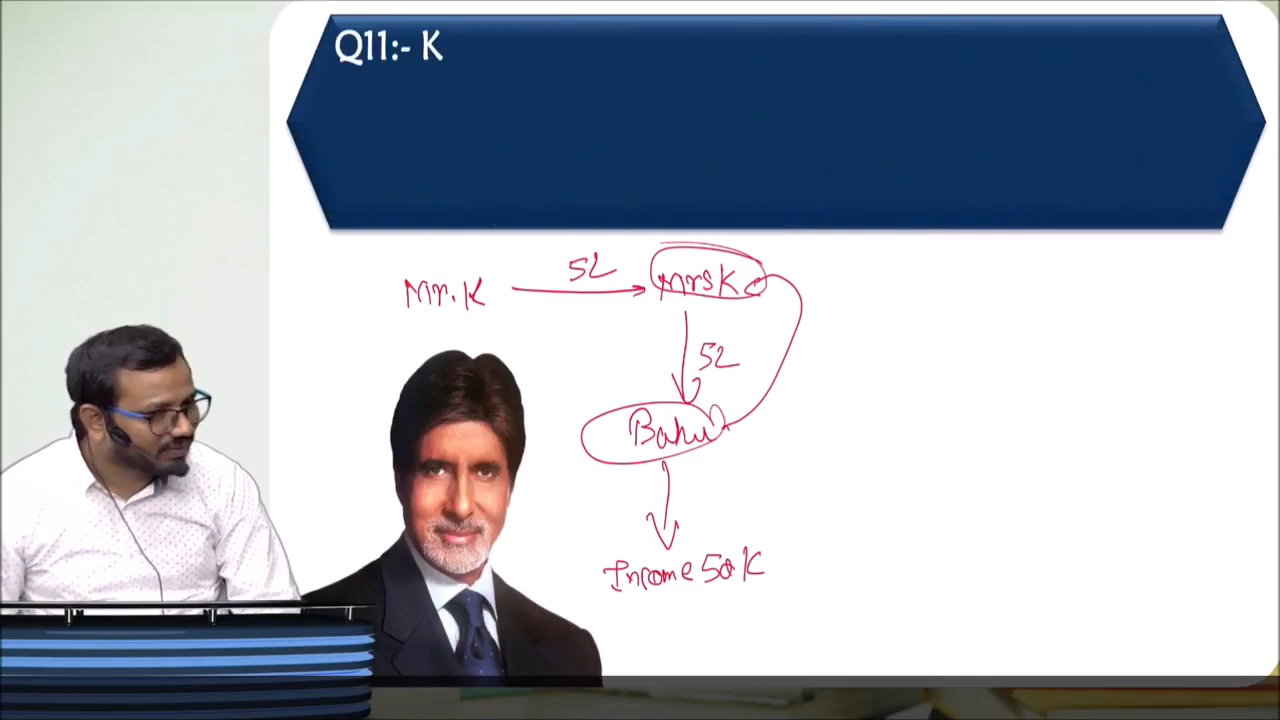 Q11:- K
Mr. K
5L
Mrs K
5L
Bahu
Income 50K